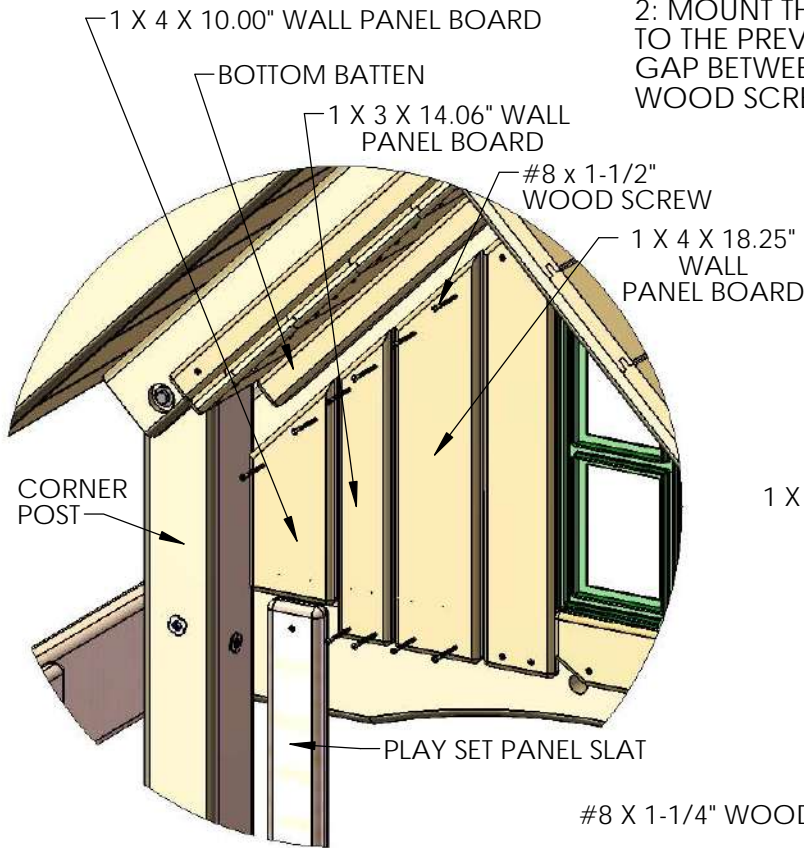 1 X 4 X 10.00" WALL PANEL BOARD
2: MOUNT TH
TO THE PREV
GAP BETWEE
WOOD SCRE
BOTTOM BATTEN
1 X 3 X 14.06" WALL
PANEL BOARD
#8 x 1-1/2"
WOOD SCREW
1 X 4 X 18.25"
WALL
PANEL BOARD
CORNER
POST
1 X
PLAY SET PANEL SLAT
#8 X 1-1/4" WOOD